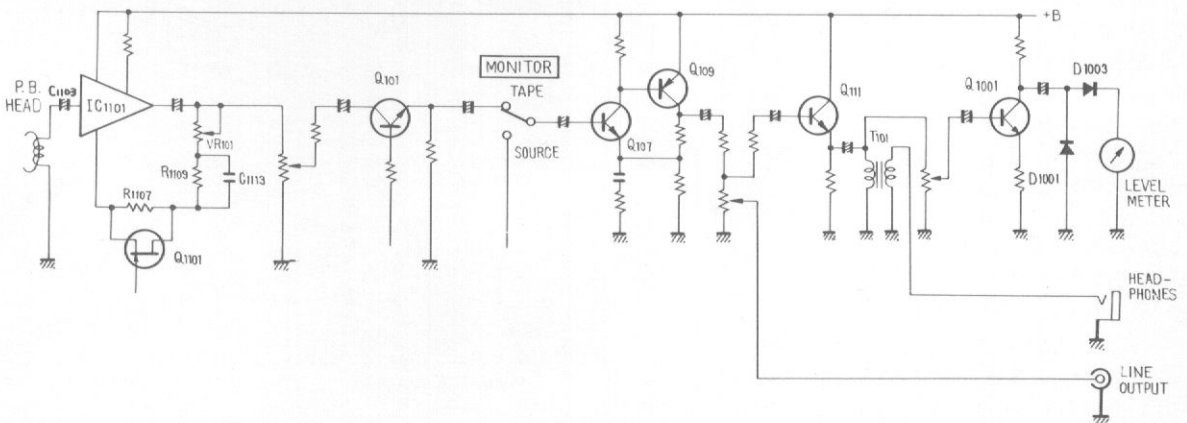 +B
P.B.
HEAD
C1103
IC1101
VR101
R1109
C1113
R1107
Q1101
Q101
MONITOR
TAPE
SOURCE
Q107
Q109
Q111
T101
Q1001
D1001
D1003
LEVEL
METER
HEAD-
PHONES
LINE
OUTPUT